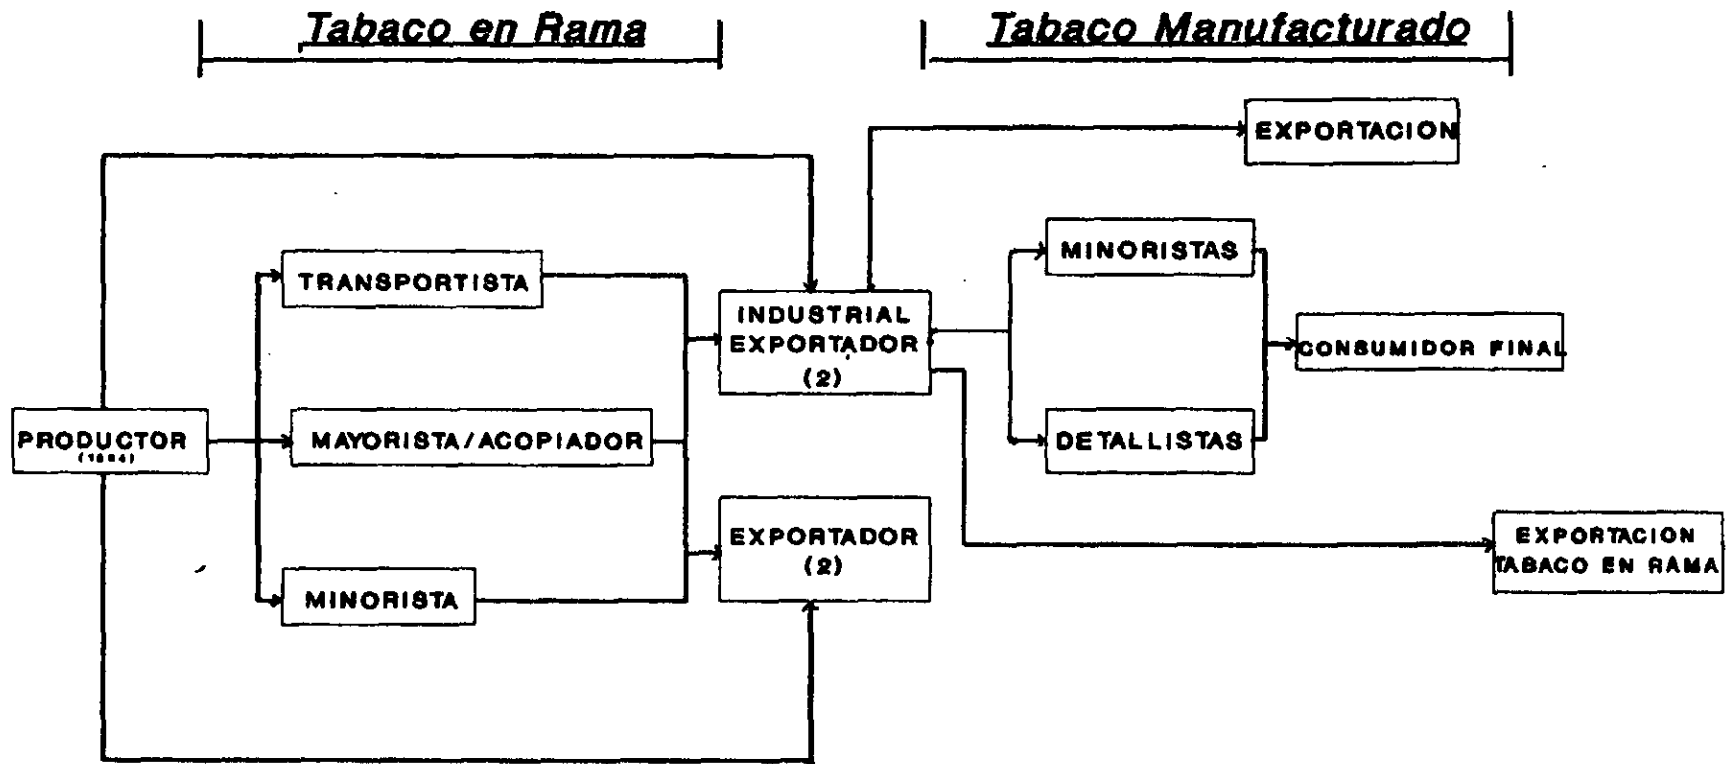 Tabaco en Rama
Tabaco Manufacturado
EXPORTACION
MINORISTAS
TRANSPORTISTA
INDUSTRIAL
EXPORTADOR
(2)
CONSUMIDOR FINAL
PRODUCTOR
MAYORISTA/ACOPIADOR
DETALLISTAS
EXPORTADOR
(2)
EXPORTACION
TABACO EN RAMA
MINORISTA